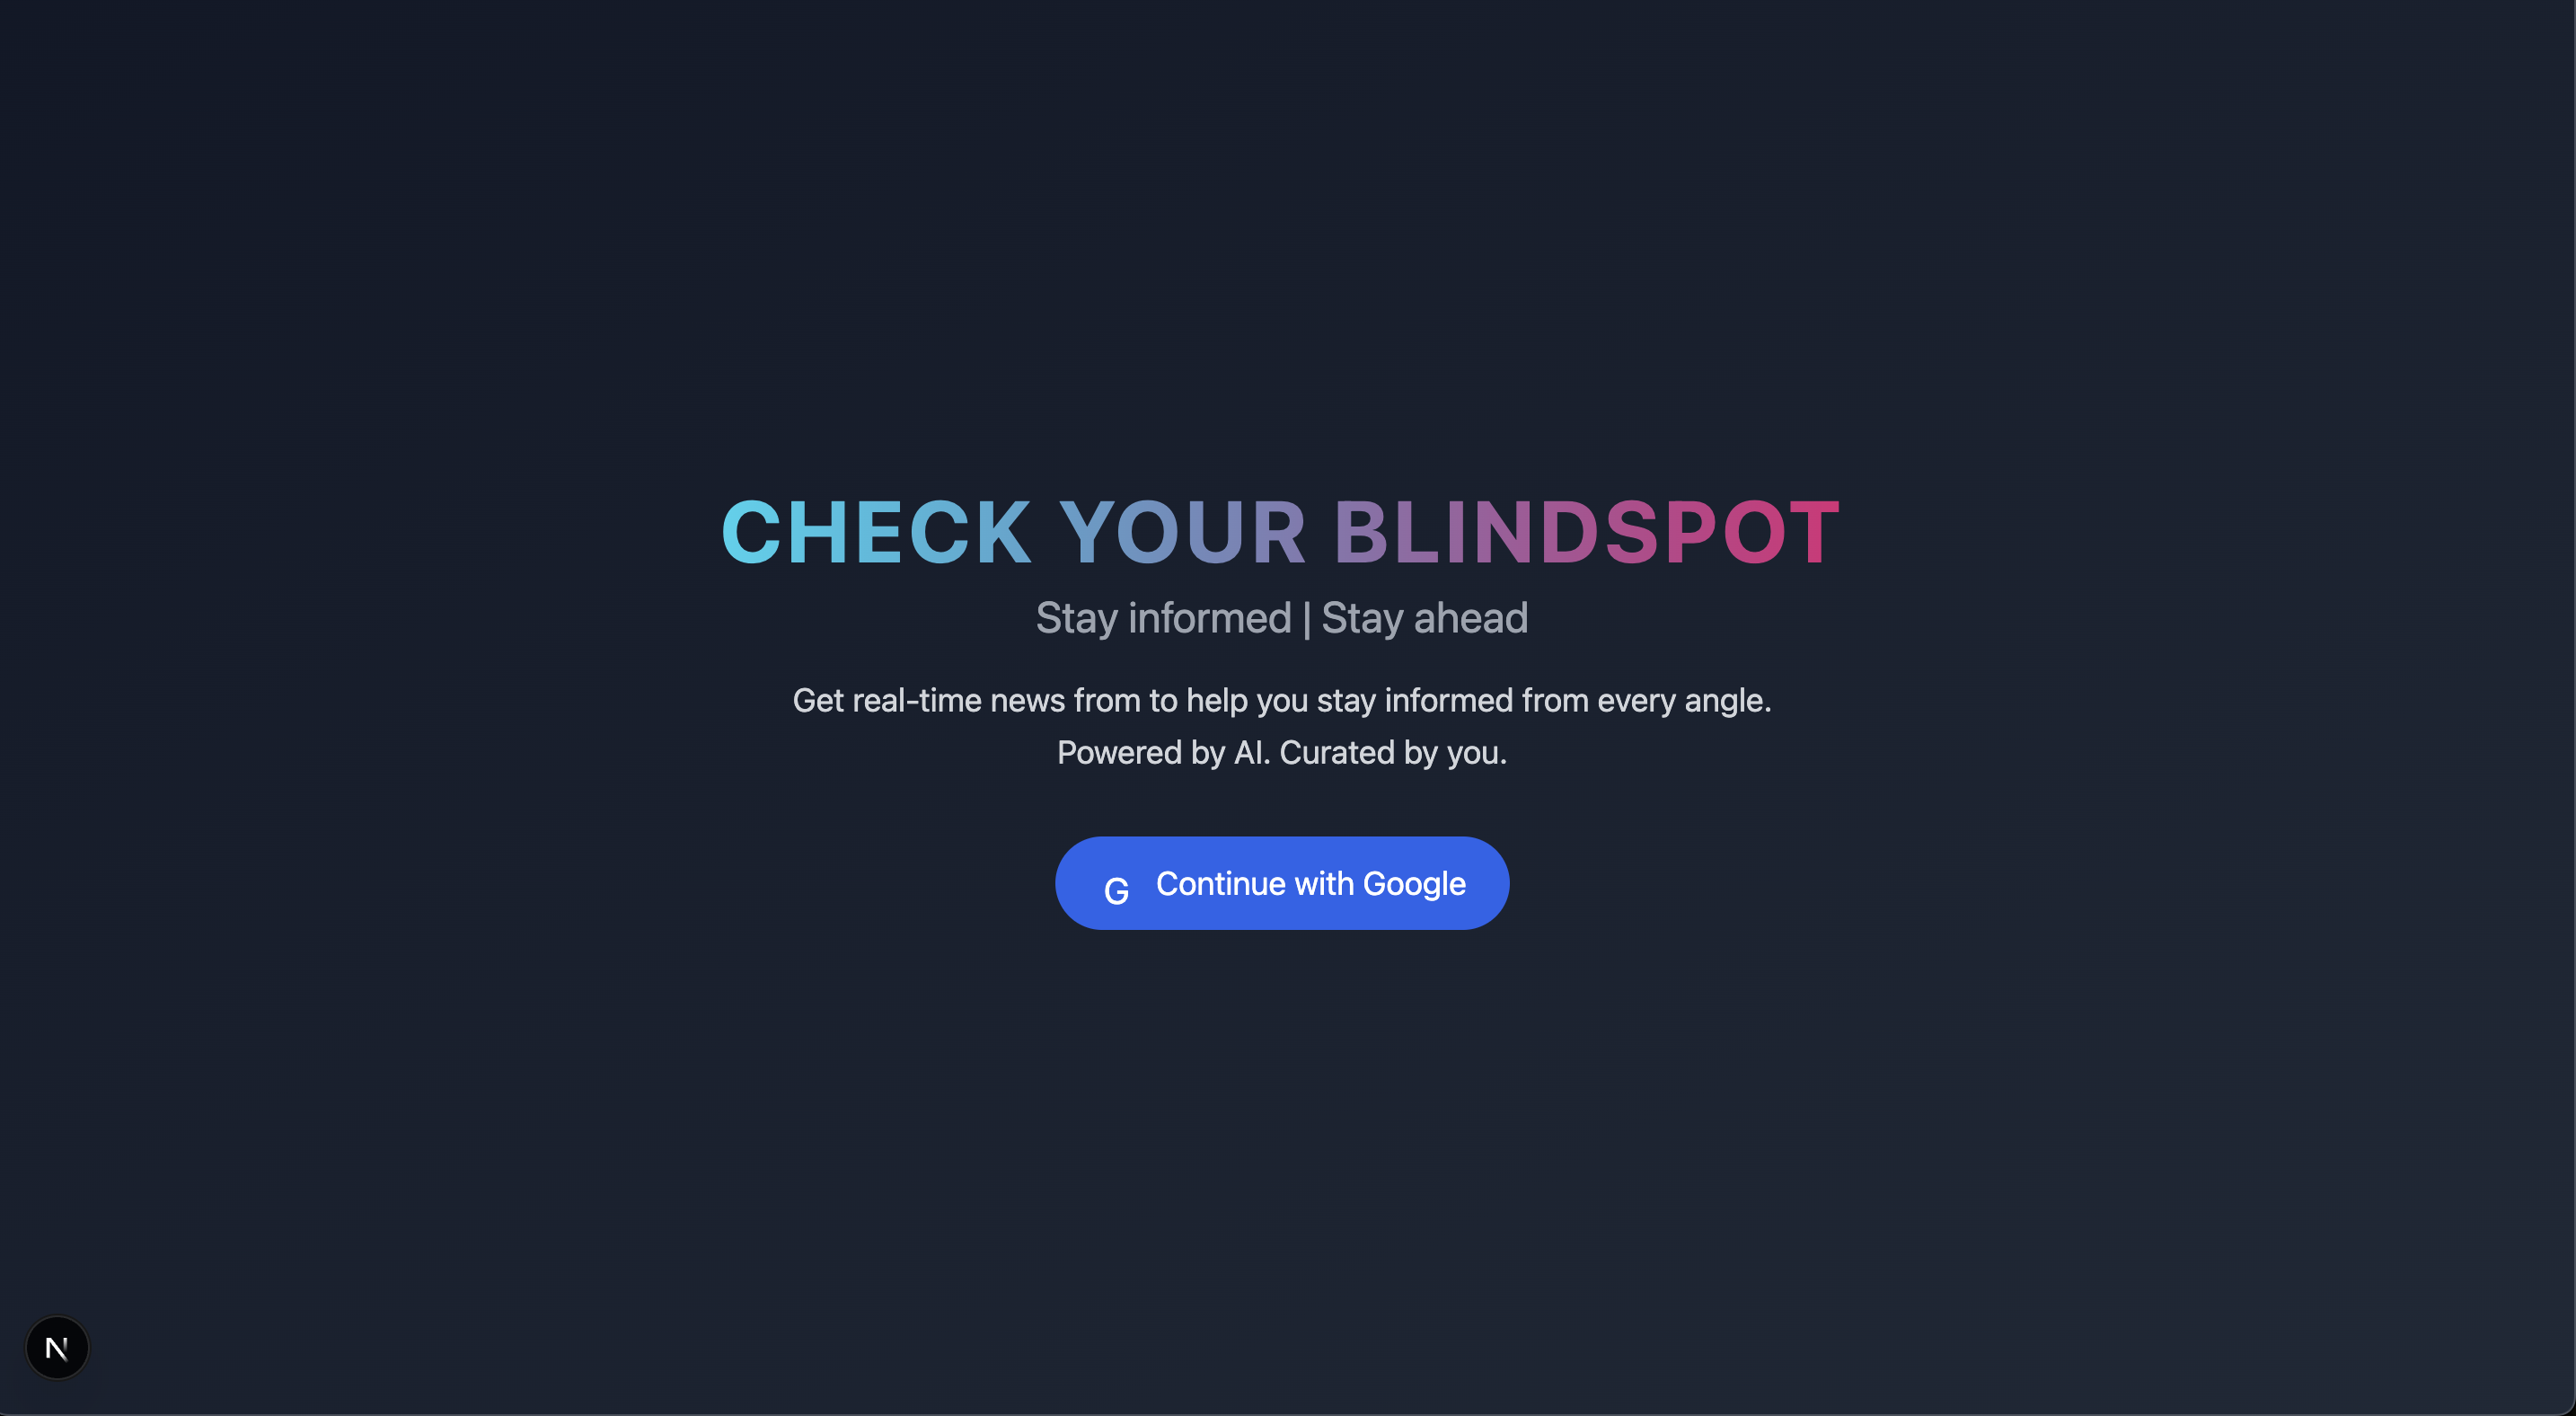 CHECK YOUR BLINDSPOT
Stay informed | Stay ahead
Get real-time news from to help you stay informed from every angle.
Powered by AI. Curated by you.
G Continue with Google
N